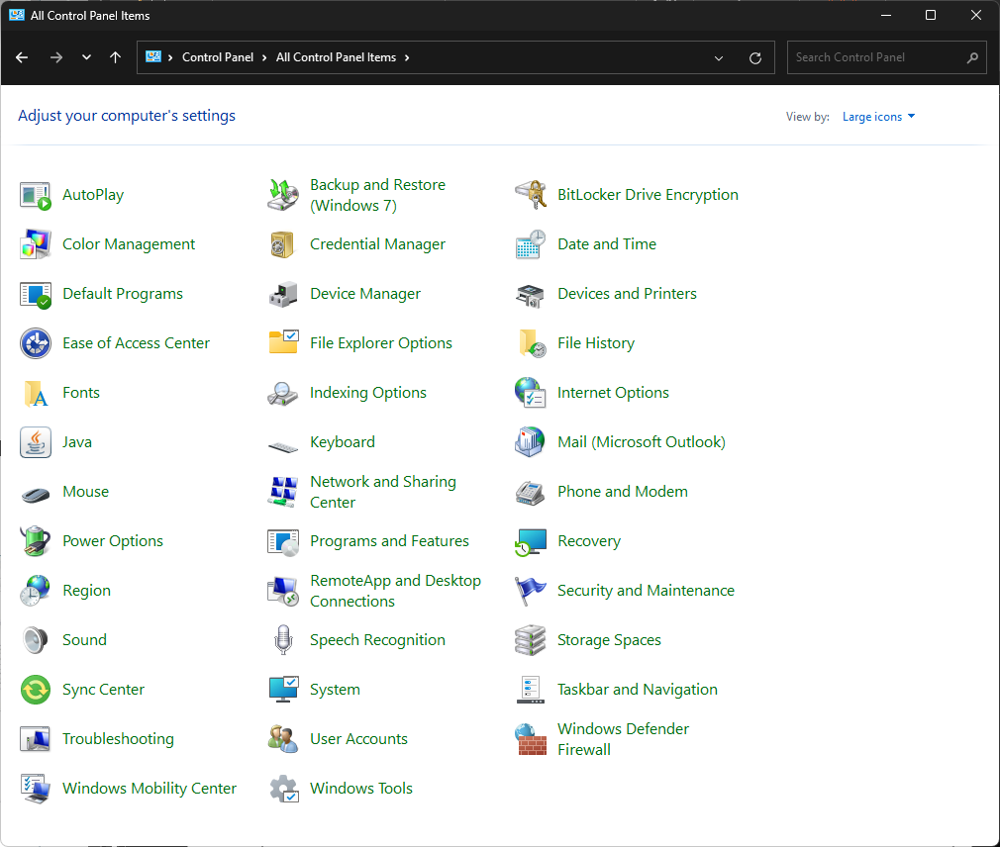 All Control Panel Items
Control Panel > All Control Panel Items >
Search Control Panel
Adjust your computer's settings
View by: Large icons
AutoPlay
Backup and Restore
(Windows 7)
BitLocker Drive Encryption
Color Management
Credential Manager
Date and Time
Default Programs
Device Manager
Devices and Printers
Ease of Access Center
File Explorer Options
File History
Fonts
Indexing Options
Internet Options
Java
Keyboard
Mail (Microsoft Outlook)
Mouse
Network and Sharing
Center
Phone and Modem
Power Options
Programs and Features
Recovery
Region
RemoteApp and Desktop
Connections
Security and Maintenance
Sound
Speech Recognition
Storage Spaces
Sync Center
System
Taskbar and Navigation
Troubleshooting
User Accounts
Windows Defender
Firewall
Windows Mobility Center
Windows Tools